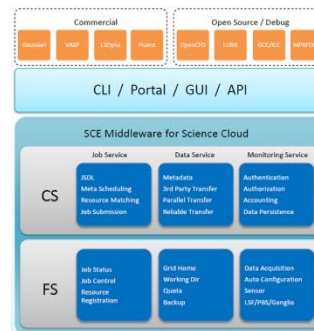 Commercial
Open Source / Debug
Gaussian
VASP
LSDyna
Fluent
OpenCFD
CLI / Portal / GUI / API
SCE Middleware for Science Cloud
Job Service
Data Service
Monitoring Service
CS
JSDL
Meta Scheduling
Resource Matching
Job Submission
Metadata
3rd Party Transfer
Parallel Transfer
Reliable Transfer
Authentication
Authorization
Accounting
Data Persistence
FS
Job Status
Job Control
Resource
Registration
Grid Home
Working Dir
Quota
Backup
Data Acquisition
Auto Configuration
Sensor
LSF/PBS/Ganglia